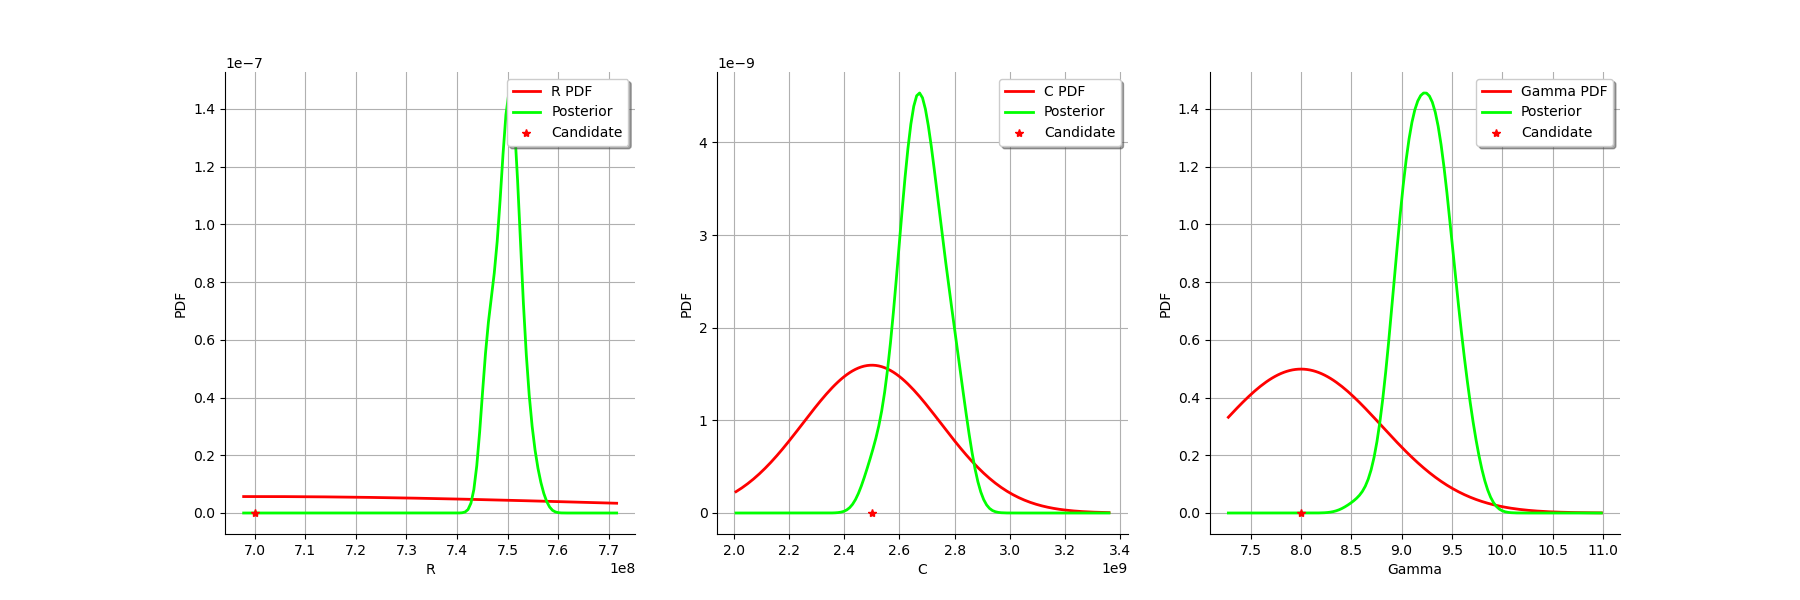 1e−7
R PDF
Posterior
Candidate
1.4
1.2
1.0
0.8
0.6
0.4
0.2
0.0
PDF
7.0 7.1 7.2 7.3 7.4 7.5 7.6 7.7
1e8
R
1e−9
C PDF
Posterior
Candidate
4
3
2
1
0
PDF
2.0 2.2 2.4 2.6 2.8 3.0 3.2 3.4
1e9
C
Gamma PDF
Posterior
Candidate
1.4
1.2
1.0
0.8
0.6
0.4
0.2
0.0
PDF
7.5 8.0 8.5 9.0 9.5 10.0 10.5 11.0
Gamma